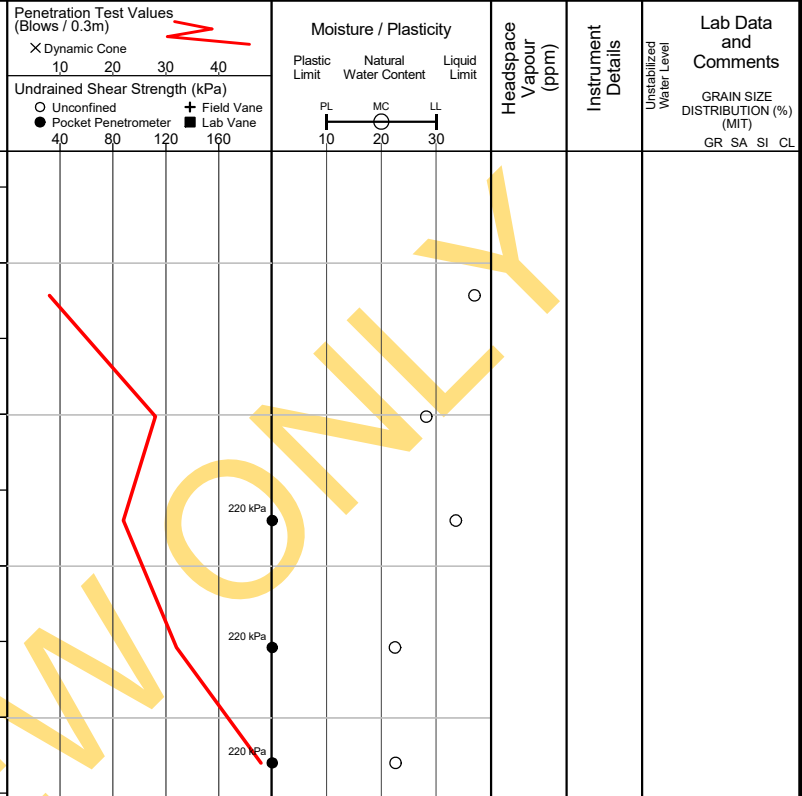 Penetration Test Values
(Blows / 0.3m)
× Dynamic Cone
10 20 30 40
Undrained Shear Strength (kPa)
Unconfined
Field Vane
Pocket Penetrometer
Lab Vane
40 80 120 160
Moisture / Plasticity
Plastic Limit
Natural Water Content
Liquid Limit
PL MC LL
10 20 30
Headspace
Vapour
(ppm)
Instrument
Details
Unstabilized
Water Level
Lab Data
and
Comments
GRAIN SIZE
DISTRIBUTION (%)
(MIT)
GR SA SI CL
220 kPa
220 kPa
220 kPa
W ONLY